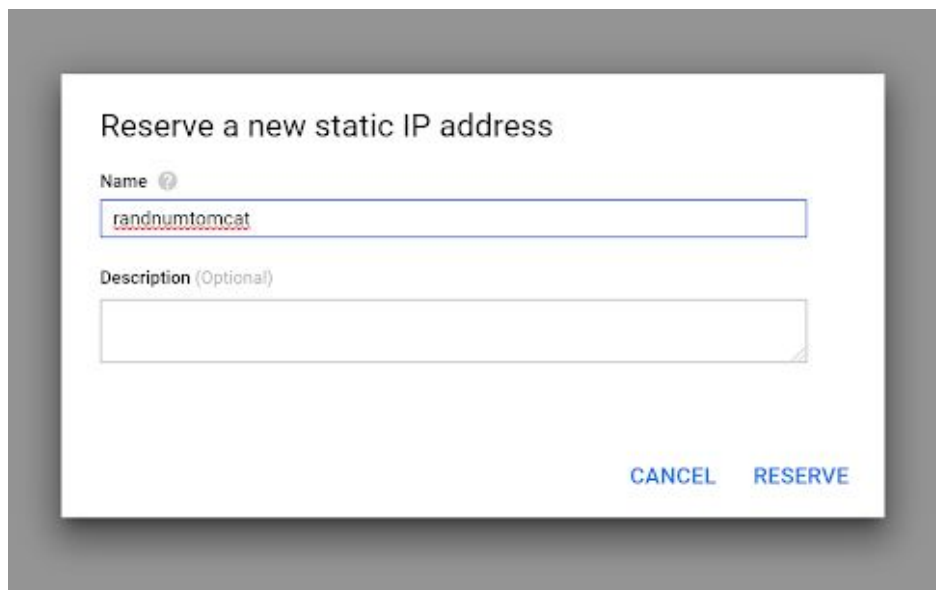 Reserve a new static IP address
Name ?
randnumtomcat
Description (Optional)
CANCEL RESERVE